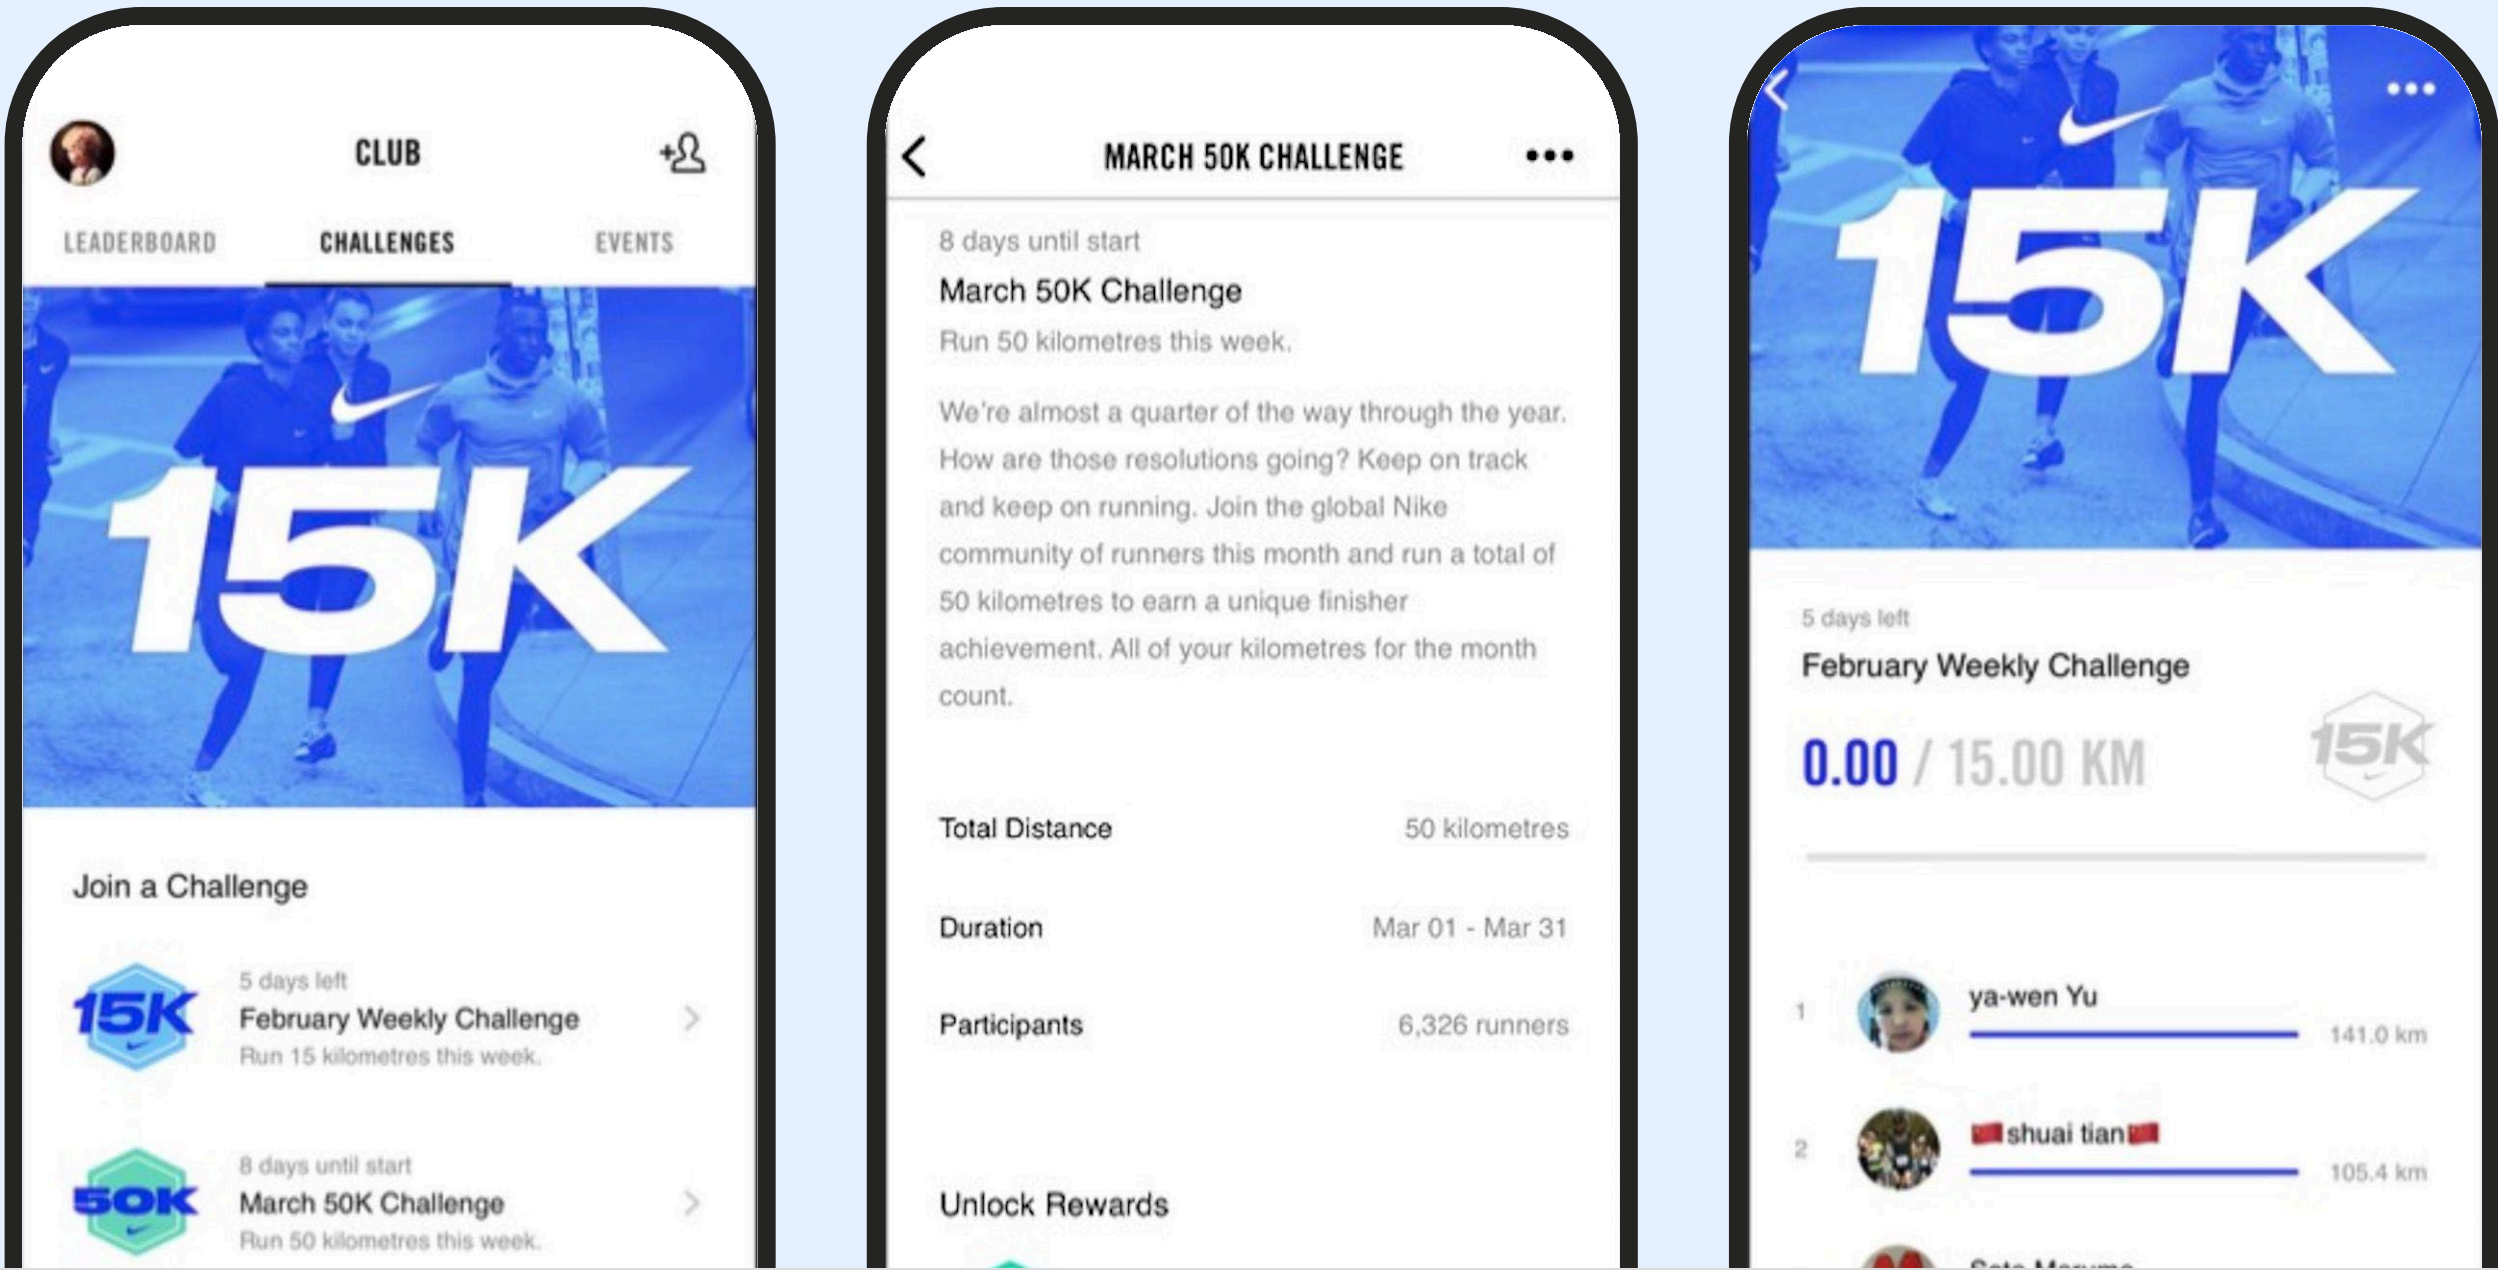 CLUB
LEADERBOARD CHALLENGES EVENTS
15K
Join a Challenge
15K
5 days left
February Weekly Challenge
Run 15 kilometres this week.
50K
8 days until start
March 50K Challenge
Run 50 kilometres this week.
MARCH 50K CHALLENGE
8 days until start
March 50K Challenge
Run 50 kilometres this week.
We're almost a quarter of the way through the year.
How are those resolutions going? Keep on track
and keep on running. Join the global Nike
community of runners this month and run a total of
50 kilometres to earn a unique finisher
achievement. All of your kilometres for the month
count.
Total Distance 50 kilometres
Duration Mar 01 - Mar 31
Participants 6,326 runners
Unlock Rewards
15K
5 days left
February Weekly Challenge
0.00 / 15.00 KM
15K
1 ya-wen Yu
141.0 km
2 🇨🇳shuai tian🇨🇳
105.4 km